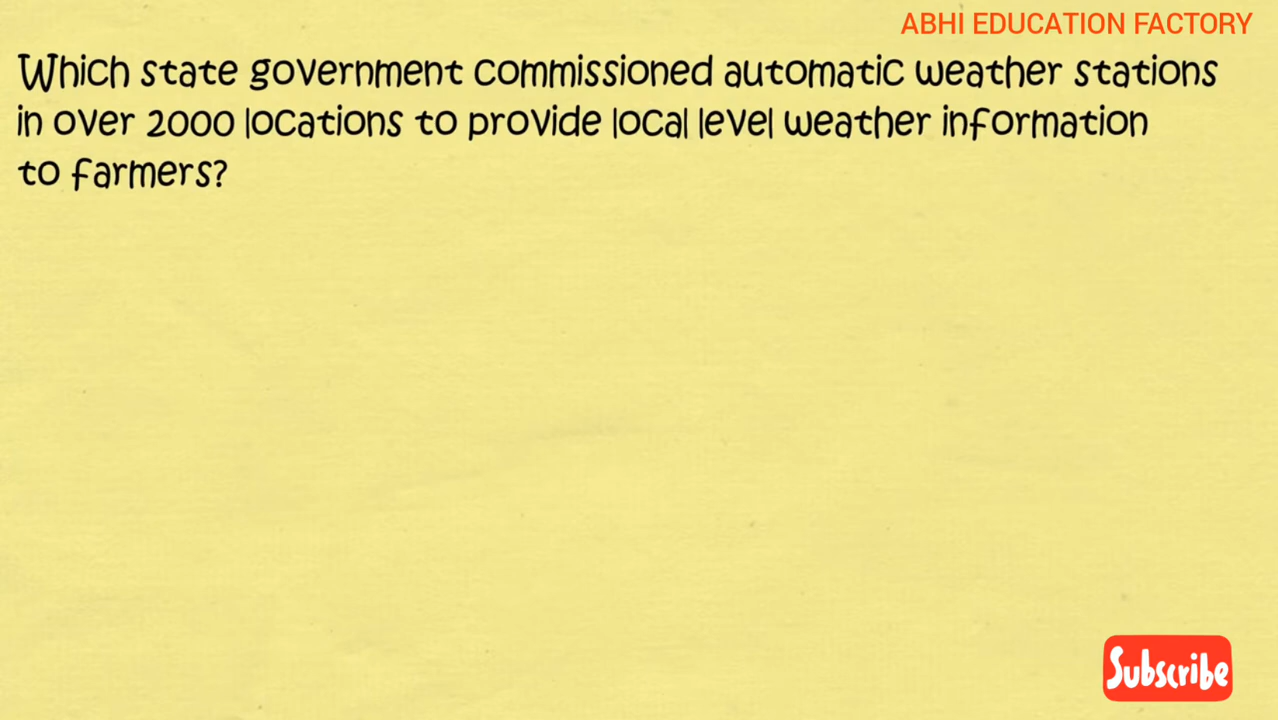 ABHI EDUCATION FACTORY
Which state government commissioned automatic weather stations
in over 2000 locations to provide local level weather information
to farmers?
Subscribe